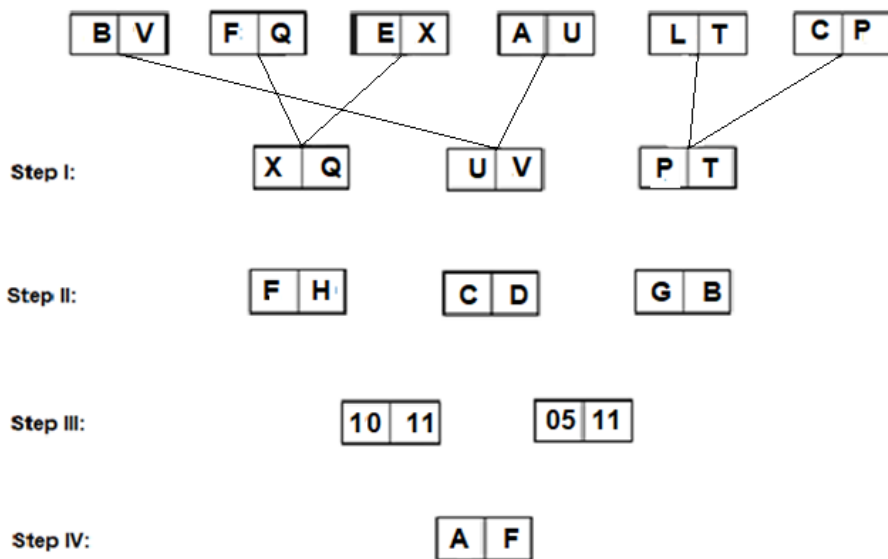 B V F Q E X A U L T C P
Step I: X Q U V P T
Step II: F H C D G B
Step III: 10 11 05 11
Step IV: A F